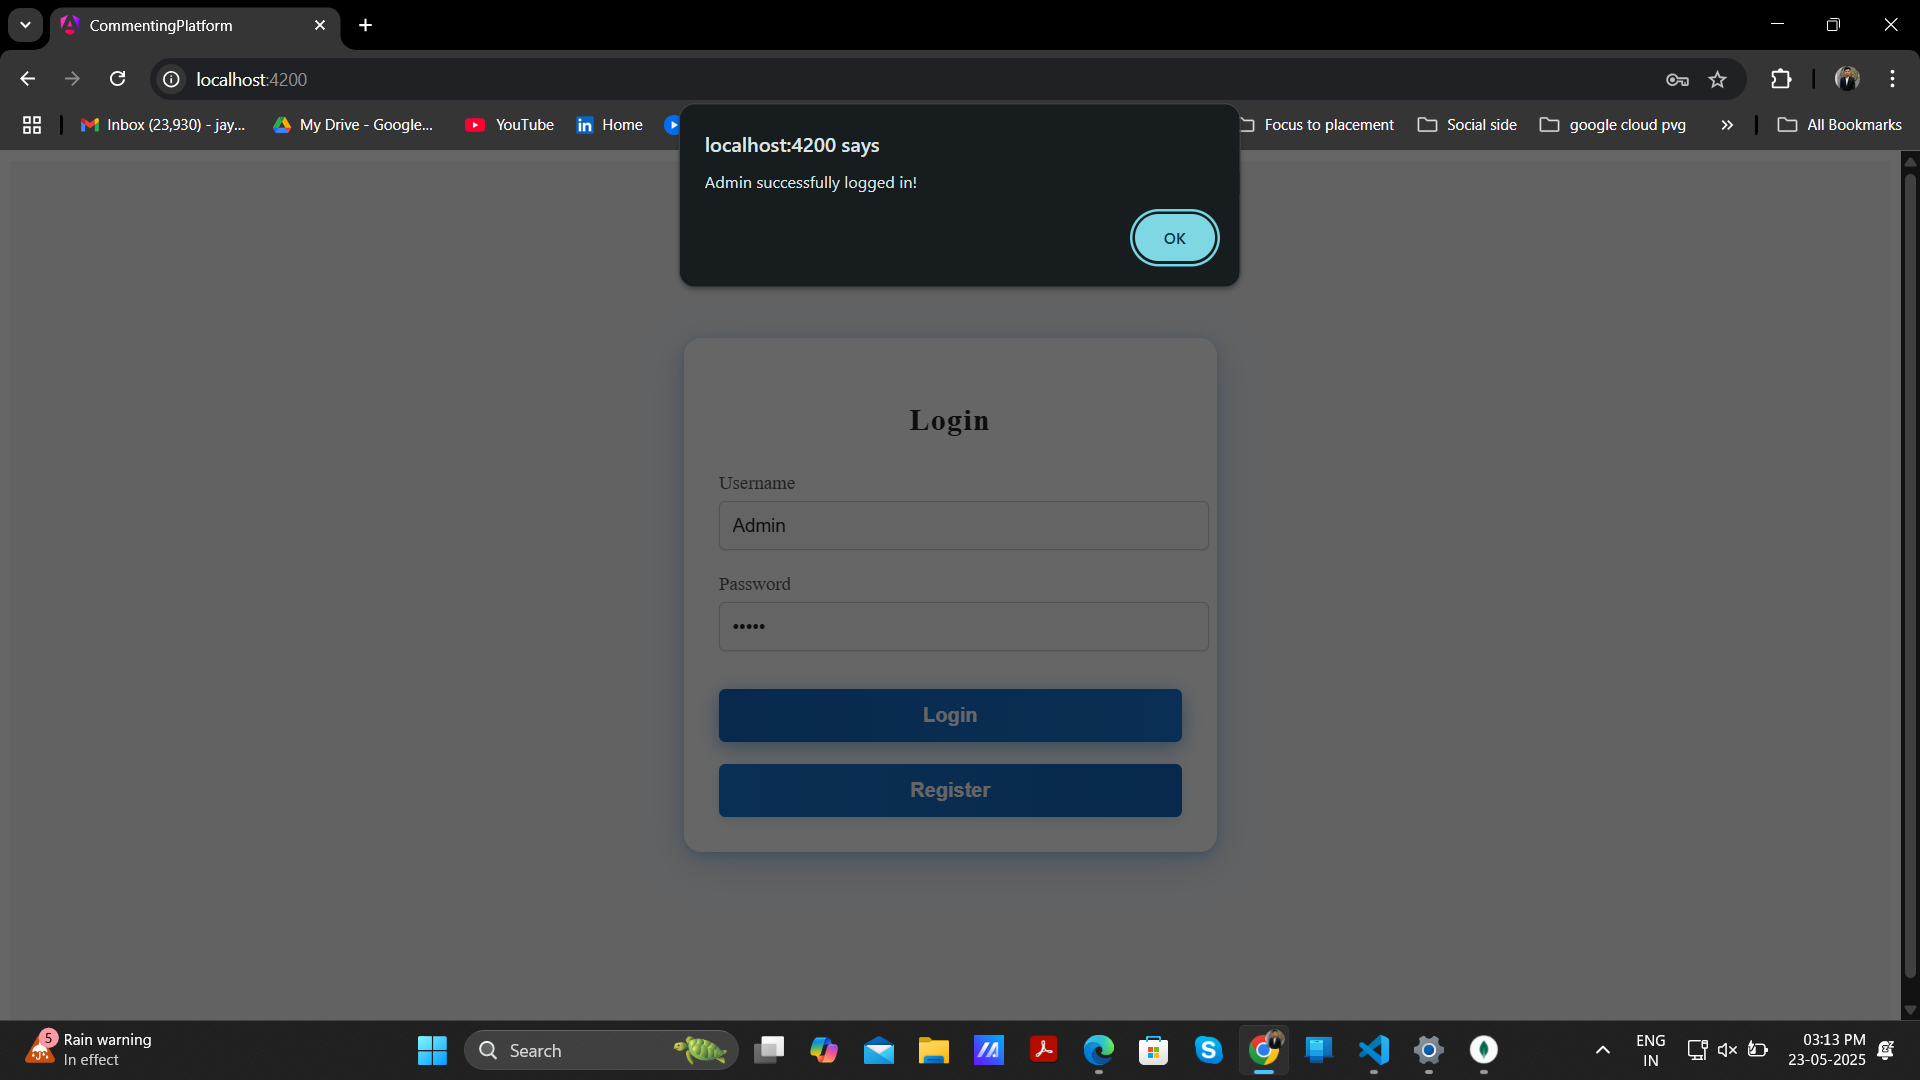 CommentingPlatform
localhost:4200
Inbox (23,930) - jay...
My Drive - Google...
YouTube
Home
Focus to placement
Social side
google cloud pvg
All Bookmarks
localhost:4200 says
Admin successfully logged in!
OK
Login
Username
Admin
Password
•••••
Login
Register
5
Rain warning
In effect
Search
ENG
IN
03:13 PM
23-05-2025